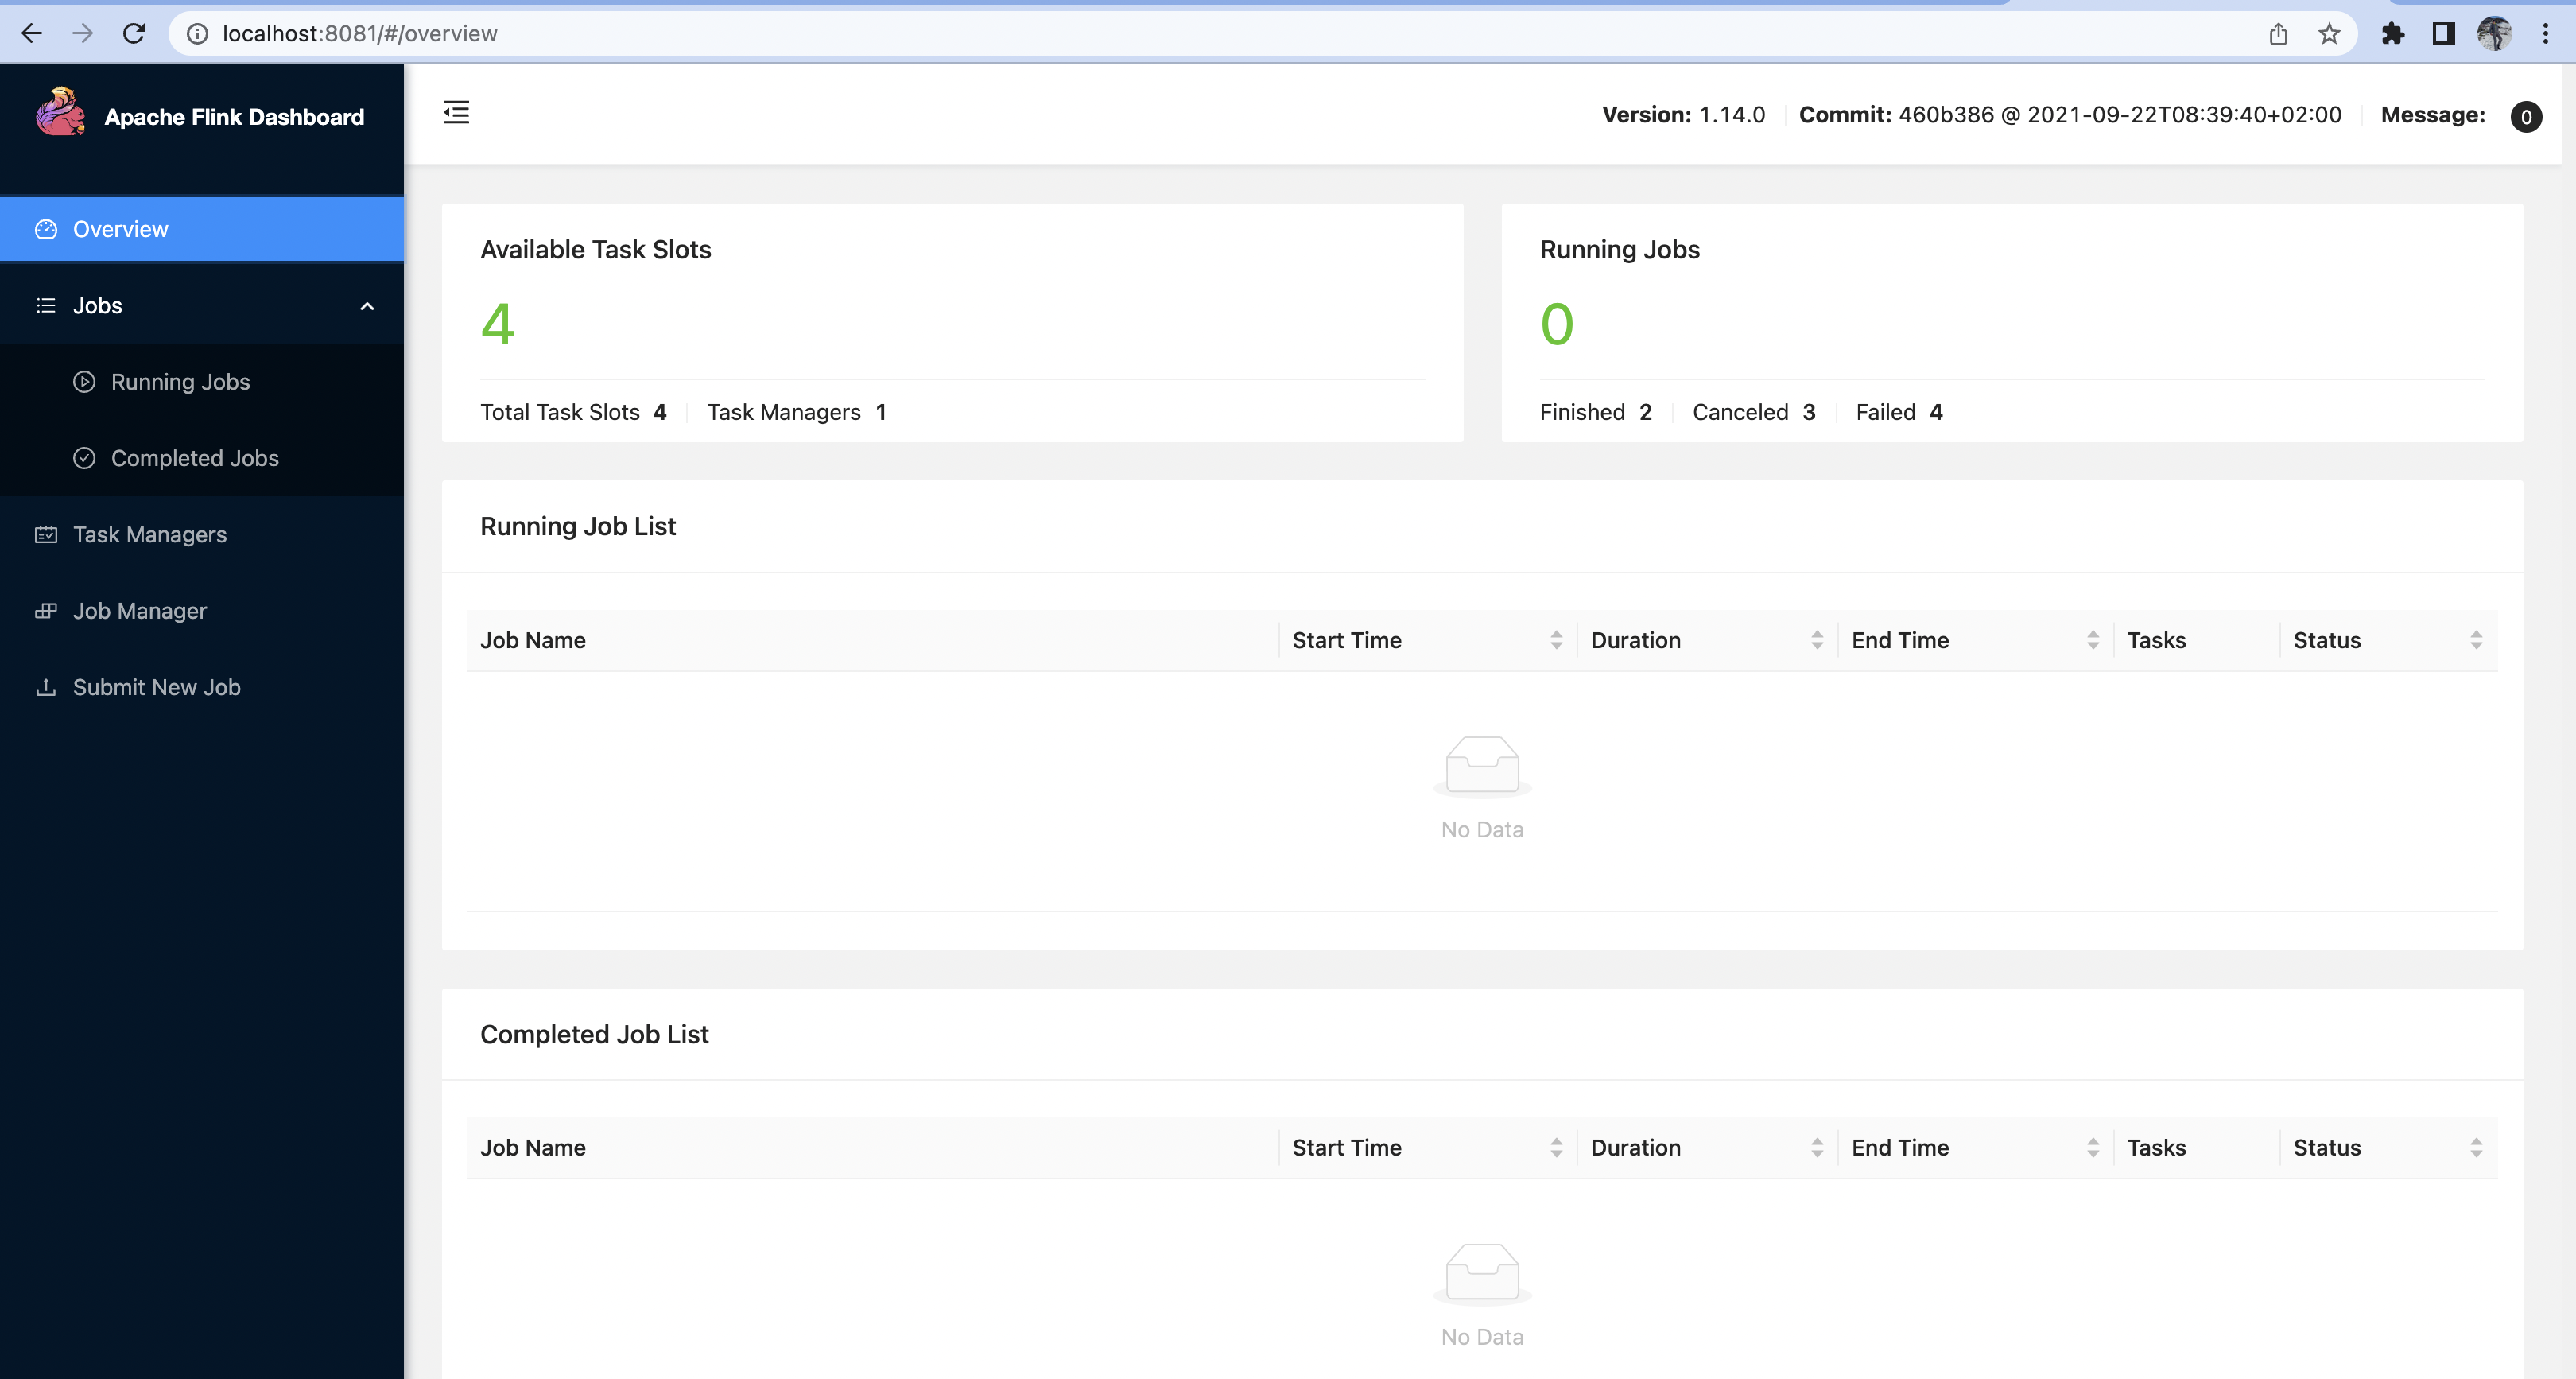 localhost:8081/#/overview
Apache Flink Dashboard
Version: 1.14.0 Commit: 460b386 @ 2021-09-22T08:39:40+02:00 Message: 0
Overview
Jobs
Running Jobs
Completed Jobs
Task Managers
Job Manager
Submit New Job
Available Task Slots
4
Total Task Slots 4 Task Managers 1
Running Jobs
0
Finished 2 Canceled 3 Failed 4
Running Job List
Job Name Start Time Duration End Time Tasks Status
No Data
Completed Job List
Job Name Start Time Duration End Time Tasks Status
No Data